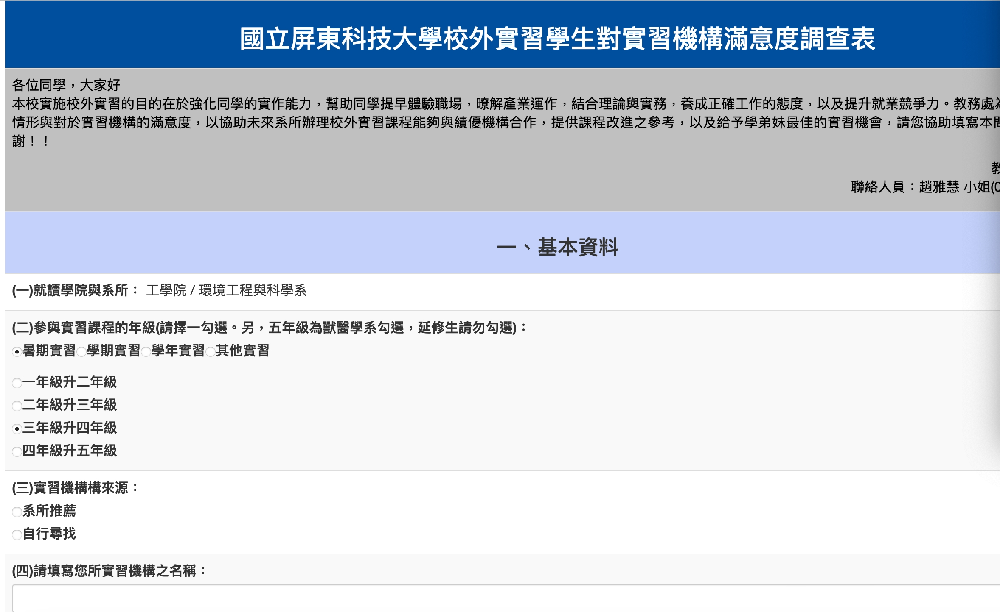 國立屏東科技大學校外實習學生對實習機構滿意度調查表
各位同學，大家好
本校實施校外實習的目的在於強化同學的實作能力，幫助同學提早體驗職場，暸解產業運作，結合理論與實務，養成正確工作的態度，以及提升就業競爭力。教務處為
情形與對於實習機構的滿意度，以協助未來系所辦理校外實習課程能夠與績優機構合作，提供課程改進之參考，以及給予學弟妹最佳的實習機會，請您協助填寫本問
謝！！
教
聯絡人員：趙雅慧 小姐(0
一、基本資料
(一)就讀學院與系所： 工學院 / 環境工程與科學系
(二)參與實習課程的年級(請擇一勾選。另，五年級為獸醫學系勾選，延修生請勿勾選)：
暑期實習 學期實習 學年實習 其他實習
一年級升二年級
二年級升三年級
三年級升四年級
四年級升五年級
(三)實習機構構來源：
系所推薦
自行尋找
(四)請填寫您所實習機構之名稱：